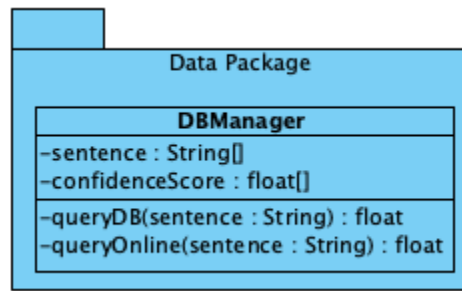 Data Package
DBManager
-sentence : String[]
-confidenceScore : float[]
-queryDB(sentence : String) : float
-queryOnline(sentence : String) : float